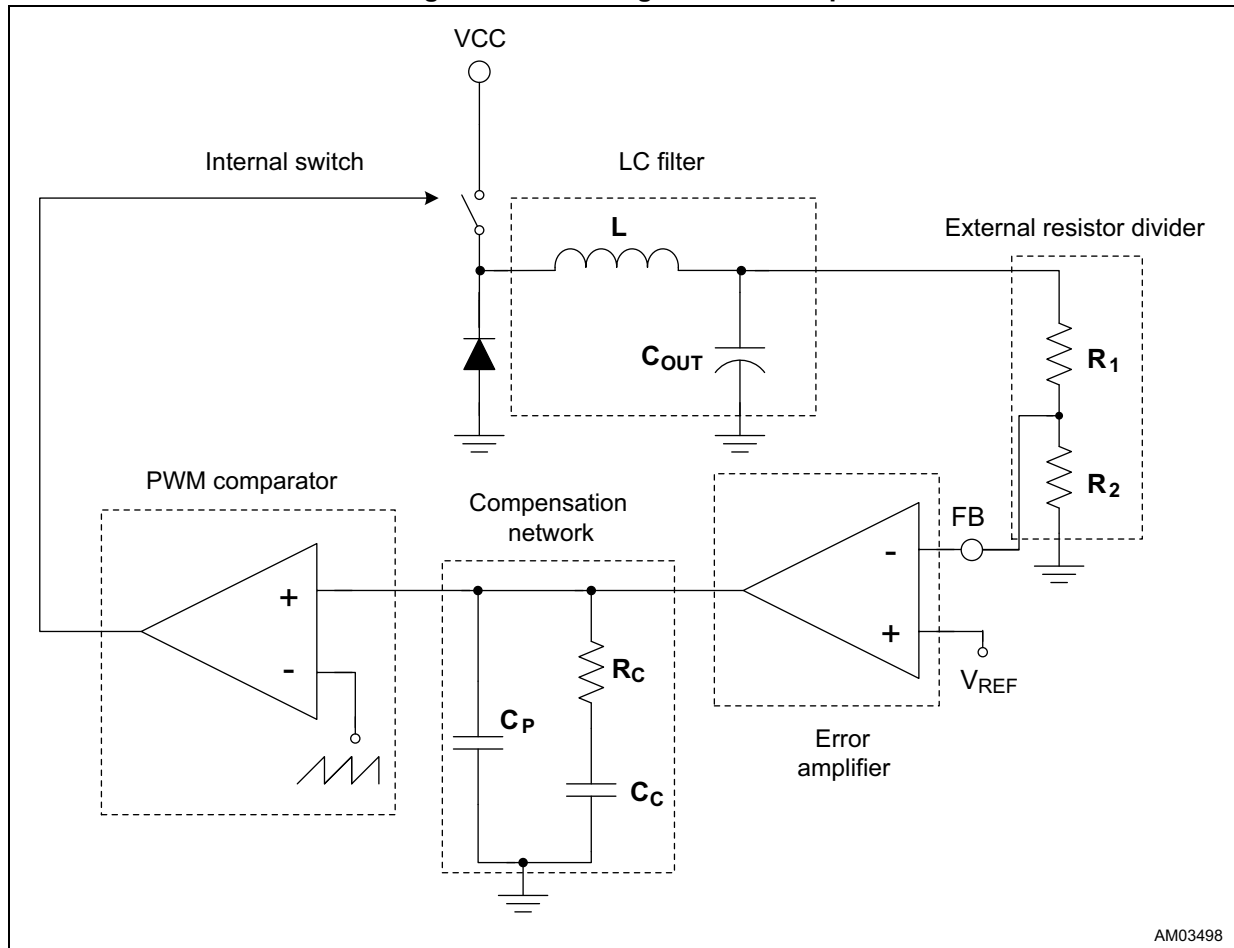 VCC
Internal switch
LC filter
L
External resistor divider
COUT
R1
R2
PWM comparator
Compensation
network
FB
-
+
+
-
RC
VREF
CP
Error
amplifier
CC
AM03498